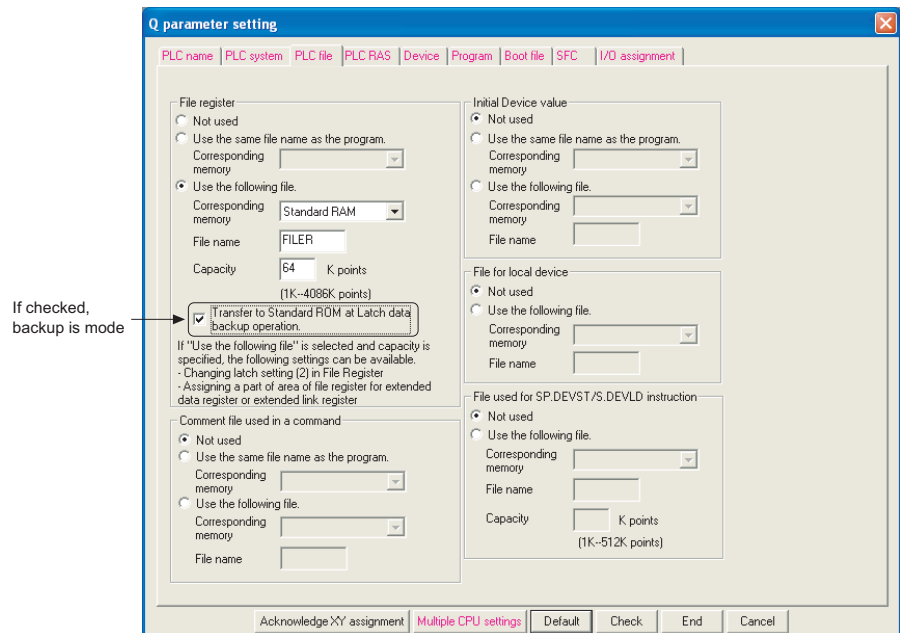 Q parameter setting
PLC name
PLC system
PLC file
PLC RAS
Device
Program
Boot file
SFC
I/O assignment
File register
Not used
Use the same file name as the program.
Corresponding
memory
Use the following file.
Corresponding
memory
Standard RAM
File name
FILER
Capacity
64
K points
(1K--4086K points)
If checked,
backup is mode
Transfer to Standard ROM at Latch data
backup operation.
If "Use the following file" is selected and capacity is
specified, the following settings can be available.
- Changing latch setting (2) in File Register
- Assigning a part of area of file register for extended
data register or extended link register
Comment file used in a command
Not used
Use the same file name as the program.
Corresponding
memory
Use the following file.
Corresponding
memory
File name
Initial Device value
Not used
Use the same file name as the program.
Corresponding
memory
Use the following file.
Corresponding
memory
File name
File for local device
Not used
Use the following file.
Corresponding
memory
File name
File used for SP.DEVST/S.DEVLD instruction
Not used
Use the following file.
Corresponding
memory
File name
Capacity
K points
(1K--512K points)
Acknowledge XY assignment
Multiple CPU settings
Default
Check
End
Cancel